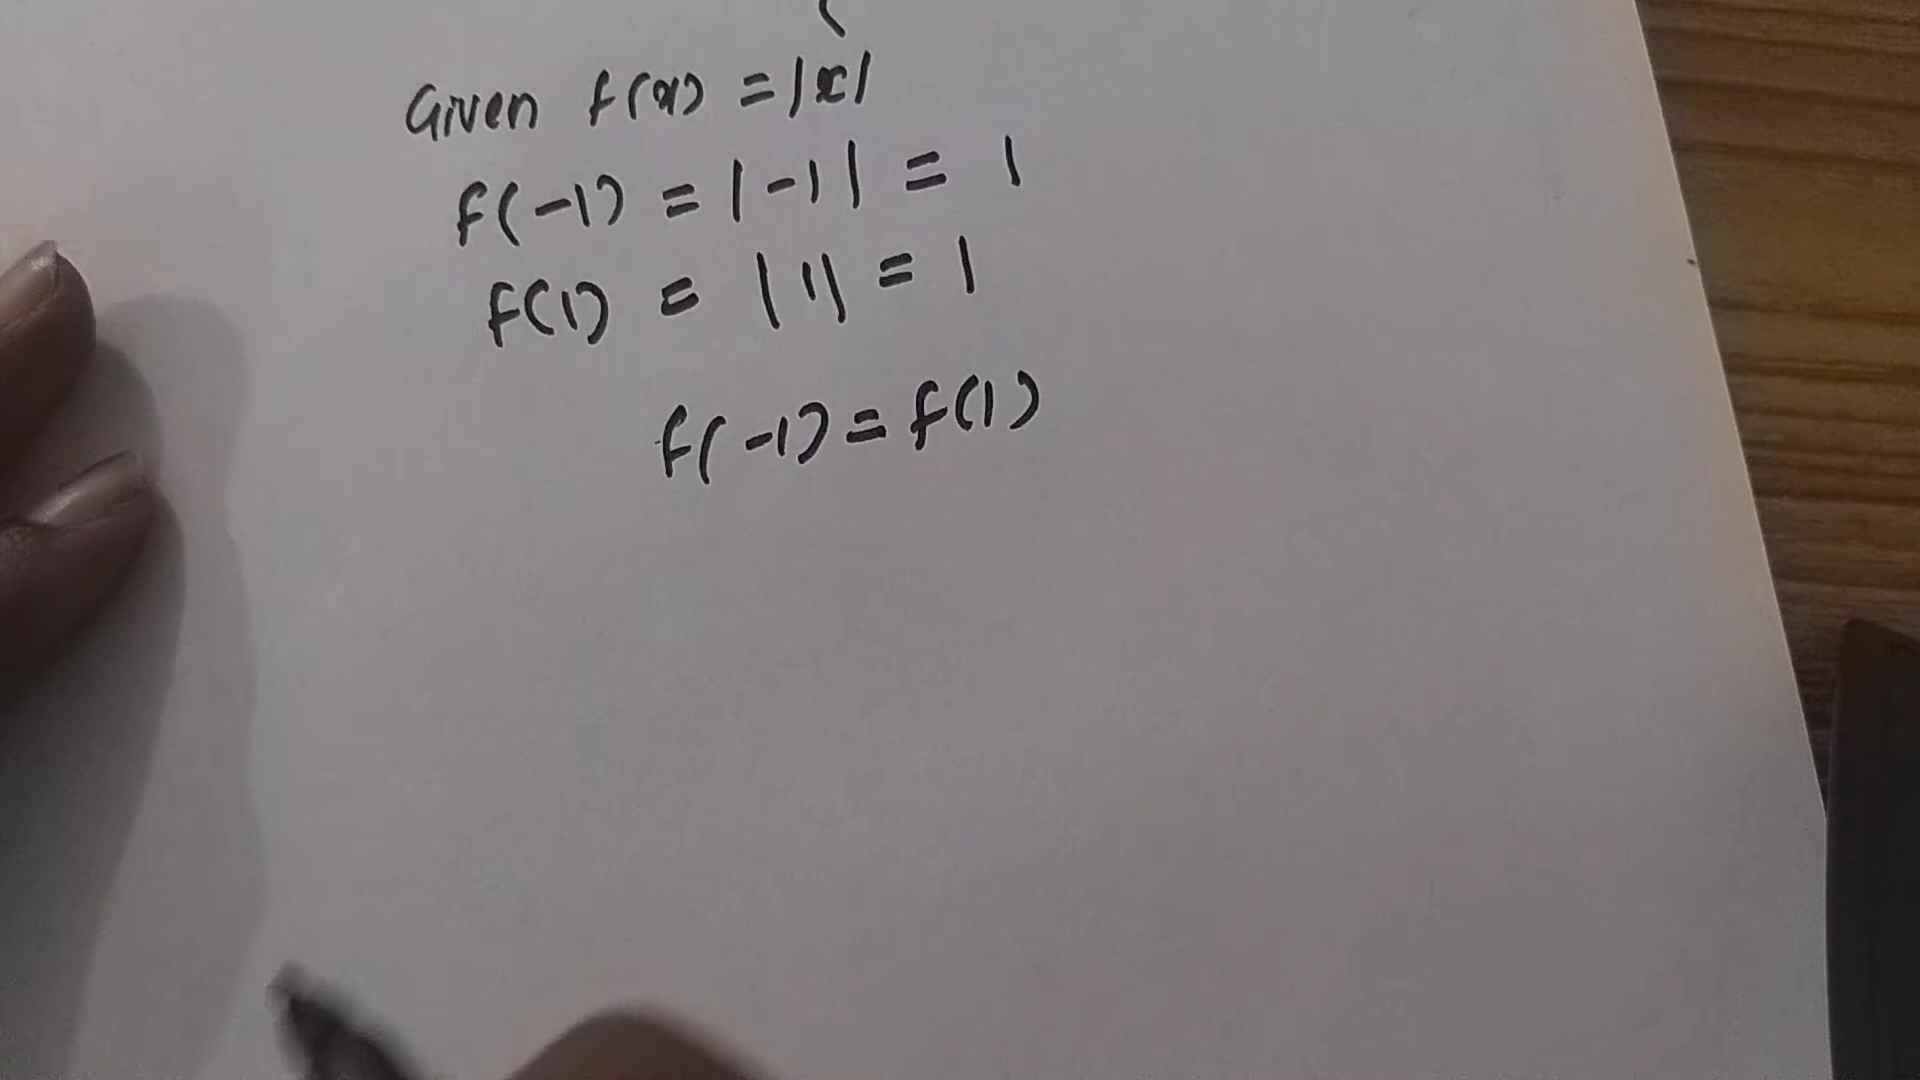 Given f(x) = |x|
f(-1) = |-1| = 1
f(1) = |1| = 1
f(-1) = f(1)